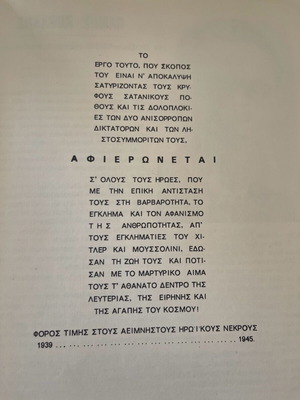 ΤΟ
ΕΡΓΟ ΤΟΥΤΟ, ΠΟΥ ΣΚΟΠΟΣ
ΤΟΥ ΕΙΝΑΙ Ν' ΑΠΟΚΑΛΥΨΗ
ΣΑΤΥΡΙΖΟΝΤΑΣ ΤΟΥΣ ΚΡΥ-
ΦΟΥΣ ΣΑΤΑΝΙΚΟΥΣ ΠΟ-
ΘΟΥΣ ΚΑΙ ΤΙΣ ΔΟΛΟΠΛΟΚΙ-
ΕΣ ΤΩΝ ΔΥΟ ΑΝΙΣΟΡΡΟΠΩΝ
ΔΙΚΤΑΤΟΡΩΝ ΚΑΙ ΤΩΝ ΛΗ-
ΣΤΟΣΥΜΜΟΡΙΤΩΝ ΤΟΥΣ,
ΑΦΙΕΡΩΝΕΤΑΙ
Σ' ΟΛΟΥΣ ΤΟΥΣ ΗΡΩΕΣ, ΠΟΥ
ΜΕ ΤΗΝ ΕΠΙΚΗ ΑΝΤΙΣΤΑΣΗ
ΤΟΥΣ ΣΤΗ ΒΑΡΒΑΡΟΤΗΤΑ, ΤΟ
ΕΓΚΛΗΜΑ ΚΑΙ ΤΟΝ ΑΦΑΝΙΣΜΟ
ΤΗΣ ΑΝΘΡΩΠΟΤΗΤΑΣ, ΑΠ'
ΤΟΥΣ ΕΓΚΛΗΜΑΤΙΕΣ ΤΟΥ ΧΙ-
ΤΛΕΡ ΚΑΙ ΜΟΥΣΣΟΛΙΝΙ, ΕΔΩ-
ΣΑΝ ΤΗ ΖΩΗ ΤΟΥΣ ΚΑΙ ΠΟΤΙ-
ΣΑΝ ΜΕ ΤΟ ΜΑΡΤΥΡΙΚΟ ΑΙΜΑ
ΤΟΥΣ Τ' ΑΘΑΝΑΤΟ ΔΕΝΤΡΟ ΤΗΣ
ΛΕΥΤΕΡΙΑΣ, ΤΗΣ ΕΙΡΗΝΗΣ ΚΑΙ
ΤΗΣ ΑΓΑΠΗΣ ΤΟΥ ΚΟΣΜΟΥ!
ΦΟΡΟΣ ΤΙΜΗΣ ΣΤΟΥΣ ΑΕΙΜΝΗΣΤΟΥΣ ΗΡΩΪΚΟΥΣ ΝΕΚΡΟΥΣ
1939 ... ... ... ... ... ... ... ... ... ... ... ... ... 1945.